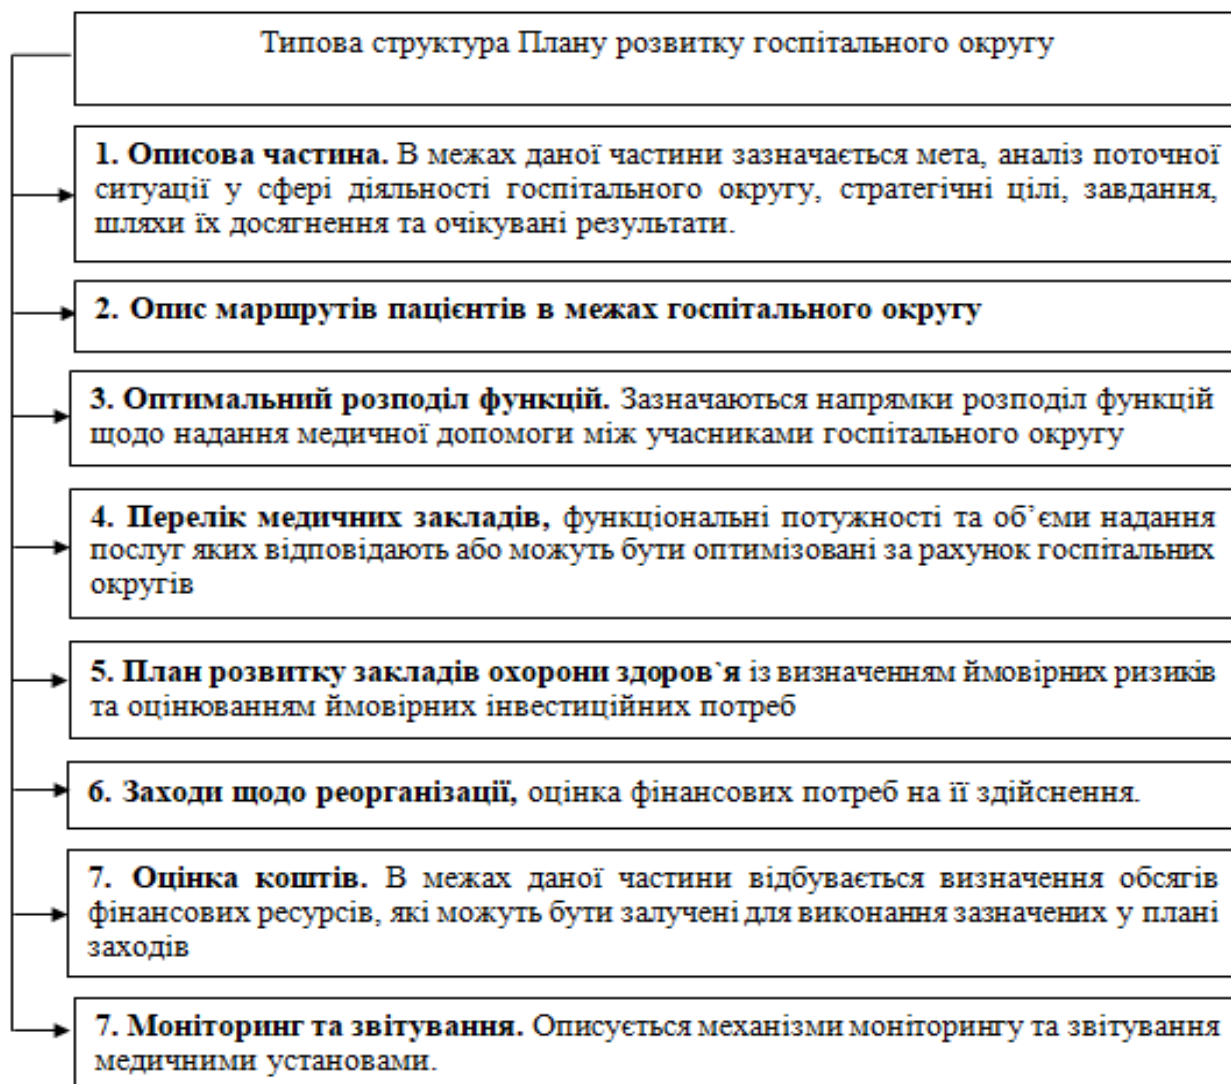 Типова структура Плану розвитку госпітального округу
1. Описова частина. В межах даної частини зазначається мета, аналіз поточної
ситуації у сфері діяльності госпітального округу, стратегічні цілі, завдання,
шляхи їх досягнення та очікувані результати.
2. Опис маршрутів пацієнтів в межах госпітального округу
3. Оптимальний розподіл функцій. Зазначаються напрямки розподіл функцій
щодо надання медичної допомоги між учасниками госпітального округу
4. Перелік медичних закладів, функціональні потужності та об’єми надання
послуг яких відповідають або можуть бути оптимізовані за рахунок госпітальних
округів
5. План розвитку закладів охорони здоров`я із визначенням ймовірних ризиків
та оцінюванням ймовірних інвестиційних потреб
6. Заходи щодо реорганізації, оцінка фінансових потреб на її здійснення.
7. Оцінка коштів. В межах даної частини відбувається визначення обсягів
фінансових ресурсів, які можуть бути залучені для виконання зазначених у плані
заходів
7. Моніторинг та звітування. Описується механізми моніторингу та звітування
медичними установами.